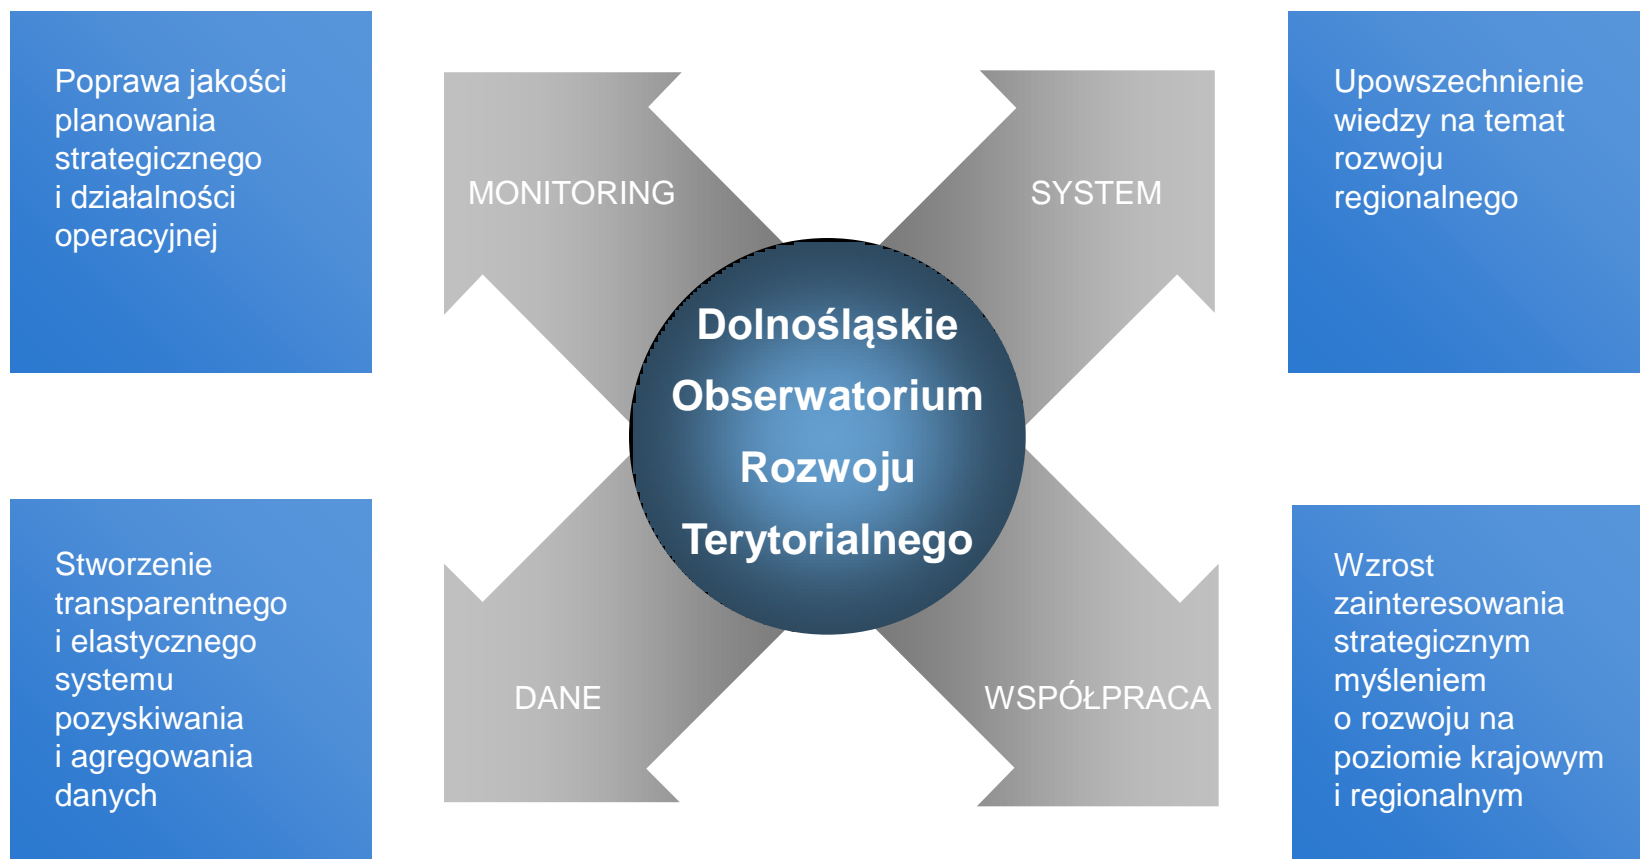 Poprawa jakości
planowania
strategicznego
i działalności
operacyjnej
MONITORING
SYSTEM
Upowszechnienie
wiedzy na temat
rozwoju
regionalnego
Dolnośląskie
Obserwatorium
Rozwoju
Terytorialnego
Stworzenie
transparentnego
i elastycznego
systemu
pozyskiwania
i agregowania
danych
DANE
WSPÓŁPRACA
Wzrost
zainteresowania
strategicznym
myśleniem
o rozwoju na
poziomie krajowym
i regionalnym